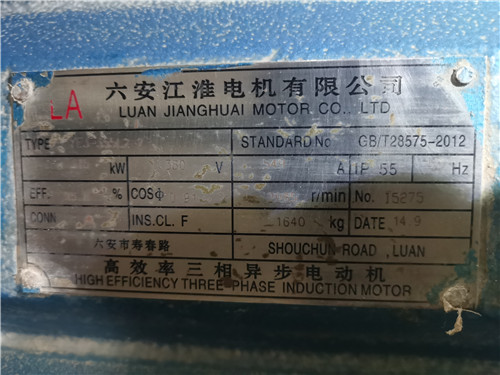 六安江淮电机有限公司
LA LUAN JIANGHUAI MOTOR CO., LTD
TYPE STANDARD No GB/T28575-2012
kW V A IP 55 Hz
EFF. % COSφ r/min No. 15275
CONN INS.CL. F 1640 kg DATE 14.9
六安市寿春路 SHOUCHUN ROAD ,LUAN
高效率三相异步电动机
HIGH EFFICIENCY THREE PHASE INDUCTION MOTOR